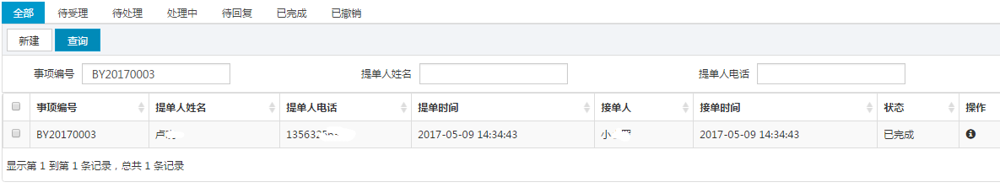 全部 待受理 待处理 处理中 待回复 已完成 已撤销
新建 查询
事项编号 BY20170003 提单人姓名 提单人电话
事项编号 提单人姓名 提单人电话 提单时间 接单人 接单时间 状态 操作
BY20170003 卢 1356325 2017-05-09 14:34:43 小 2017-05-09 14:34:43 已完成
显示第 1 到第 1 条记录，总共 1 条记录